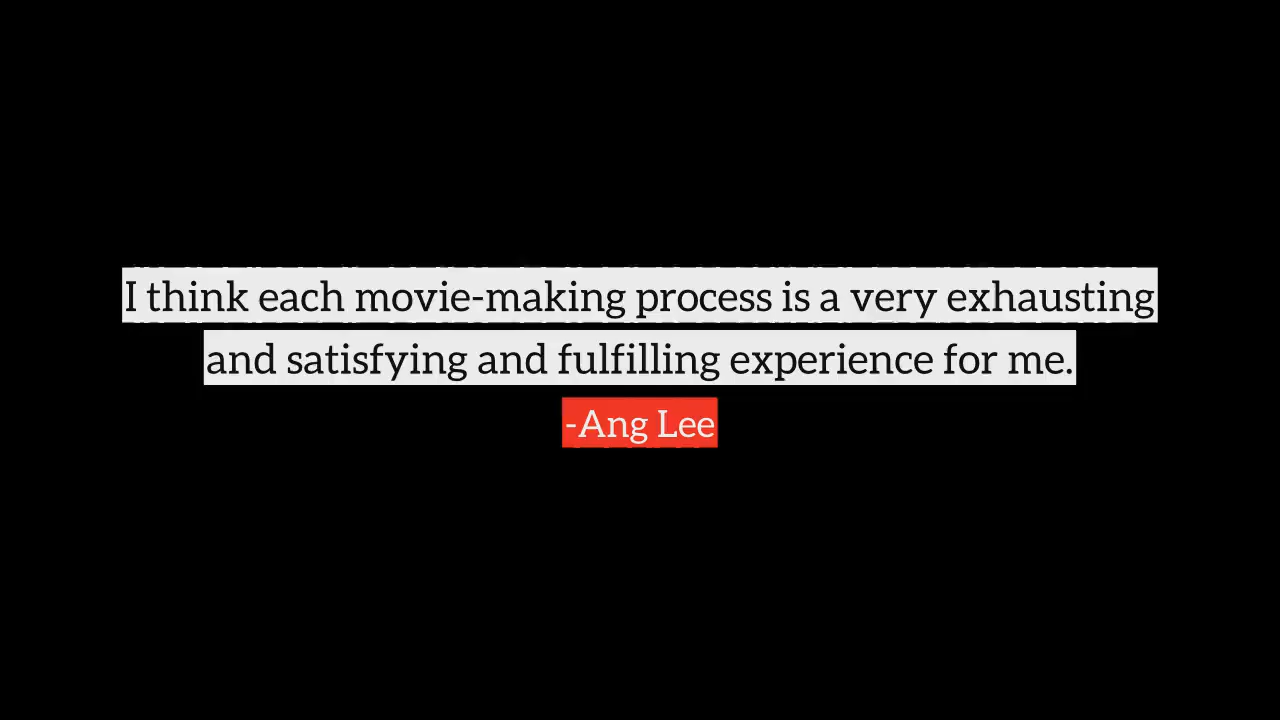 I think each movie-making process is a very exhausting
and satisfying and fulfilling experience for me.
-Ang Lee